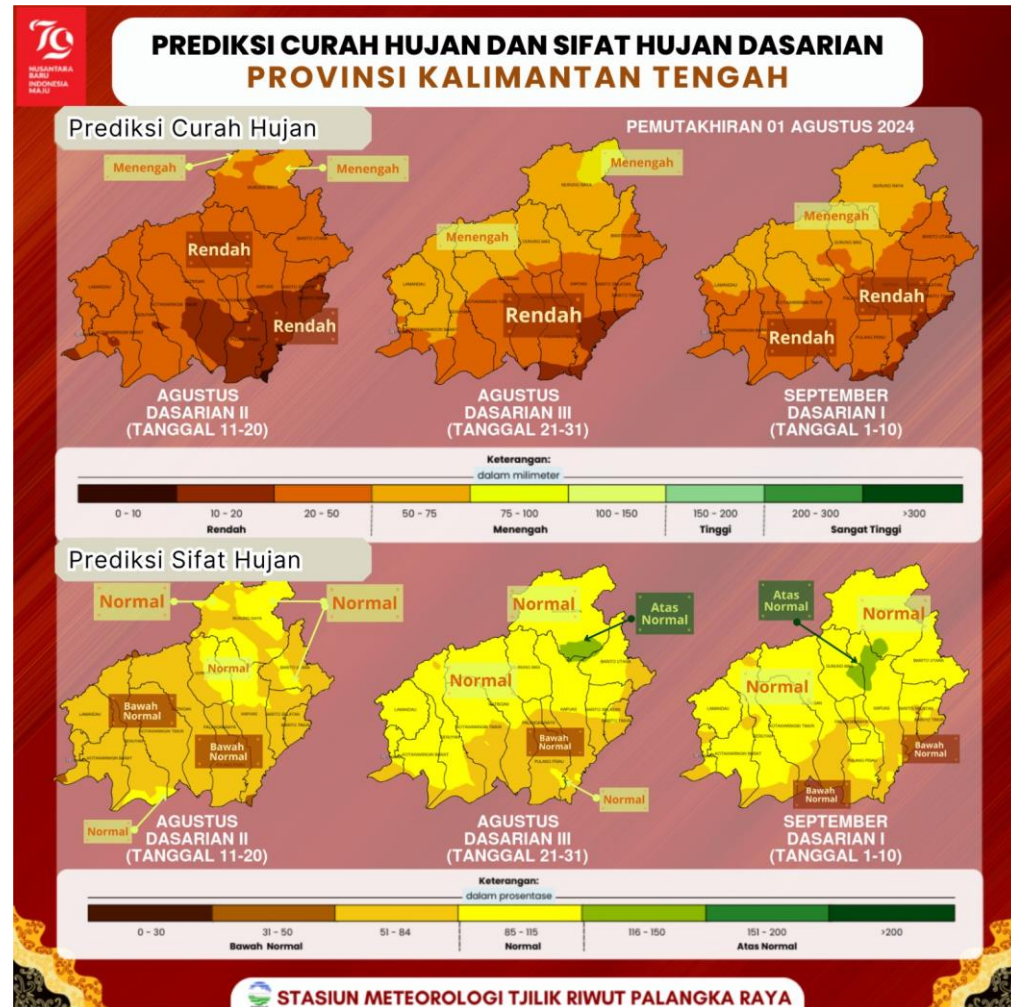 79
NUSANTARA
BARU
INDONESIA
MAJU
PREDIKSI CURAH HUJAN DAN SIFAT HUJAN DASARIAN
PROVINSI KALIMANTAN TENGAH
Prediksi Curah Hujan
PEMUTAKHIRAN 01 AGUSTUS 2024
Menengah
Menengah
Rendah
Rendah
AGUSTUS
DASARIAN II
(TANGGAL 11-20)
Menengah
Menengah
Rendah
AGUSTUS
DASARIAN III
(TANGGAL 21-31)
Menengah
Rendah
Rendah
SEPTEMBER
DASARIAN I
(TANGGAL 1-10)
Keterangan:
dalam milimeter
0 - 10 10 - 20 20 - 50 50 - 75 75 - 100 100 - 150 150 - 200 200 - 300 >300
Rendah Menengah Tinggi Sangat Tinggi
Prediksi Sifat Hujan
Normal
Normal
Normal
Bawah
Normal
Bawah
Normal
Normal
AGUSTUS
DASARIAN II
(TANGGAL 11-20)
Normal
Atas
Normal
Normal
Bawah
Normal
Normal
AGUSTUS
DASARIAN III
(TANGGAL 21-31)
Atas
Normal
Normal
Normal
Bawah
Normal
Bawah
Normal
SEPTEMBER
DASARIAN I
(TANGGAL 1-10)
Keterangan:
dalam prosentase
0 - 30 31 - 50 51 - 84 85 - 115 116 - 150 151 - 200 >200
Bawah Normal Normal Atas Normal
STASIUN METEOROLOGI TJILIK RIWUT PALANGKA RAYA